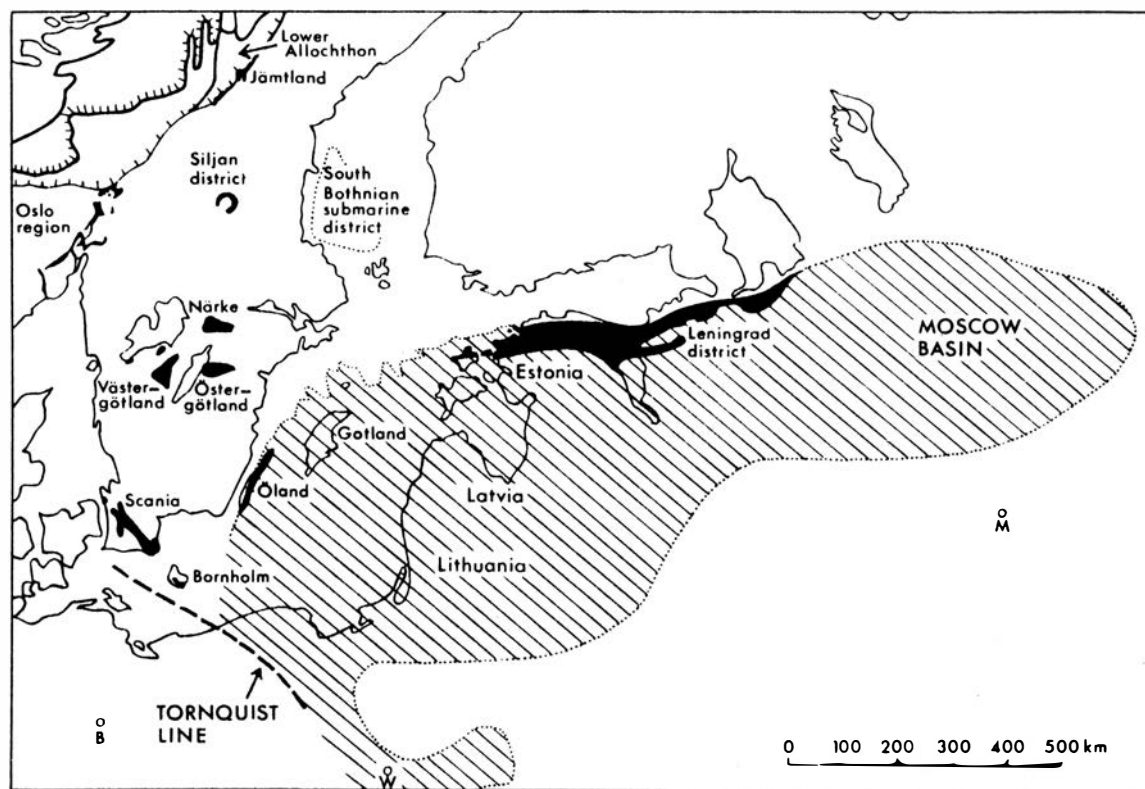 Lower
Allochthon
Jämtland
Siljan
district
South
Bothnian
submarine
district
Oslo
region
Närke
MOSCOW
BASIN
Leningrad
district
Estonia
Väster-
götland
Öster-
götland
Gotland
Öland
Latvia
Scania
M
Lithuania
Bornholm
TORNQUIST
LINE
B
W
0 100 200 300 400 500 km